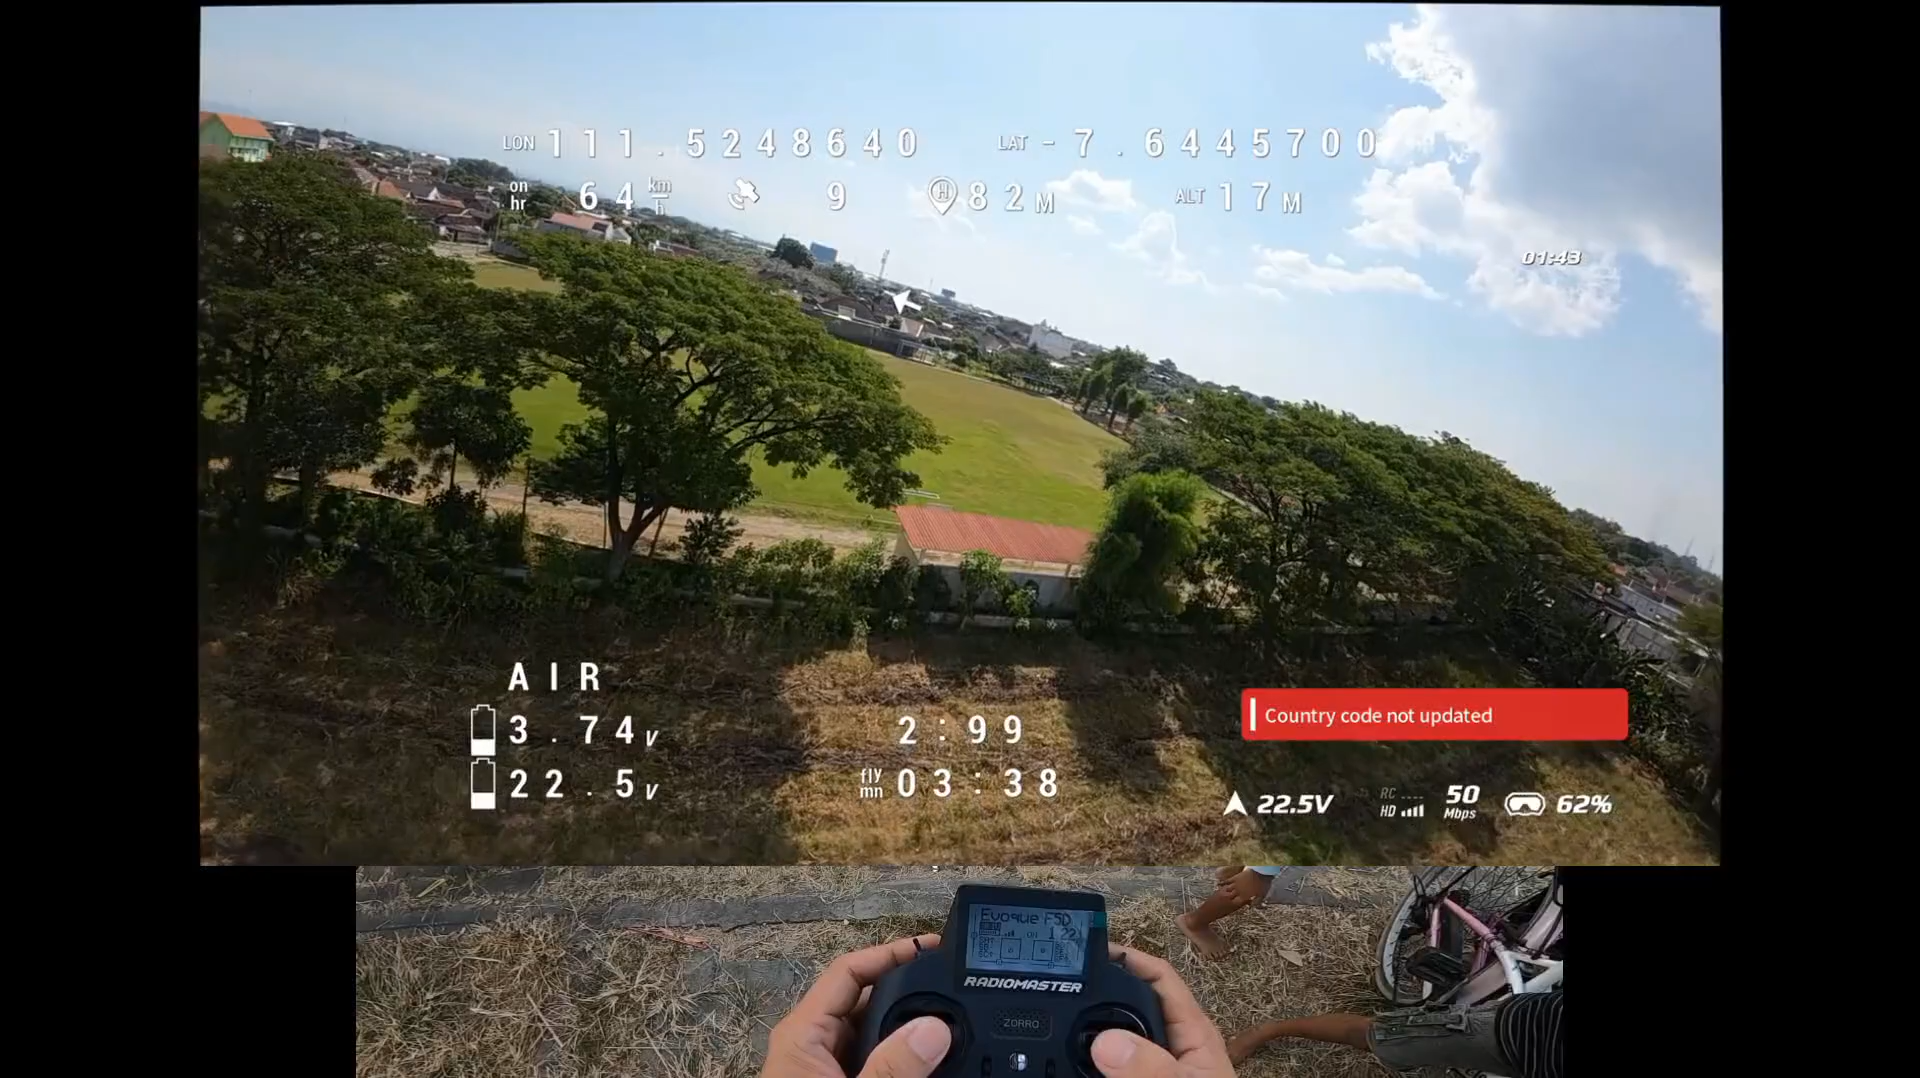 LON 111.5248640 LAT -7.6445700
on hr 64 km/h 9 H 82 M ALT 17 M
01:43
AIR
3.74 V 2:99
Country code not updated
22.5 V fly mn 03:38
22.5V RC HD 50 Mbps 62%
Evoque F5D
RADIOMASTER
ZORRO